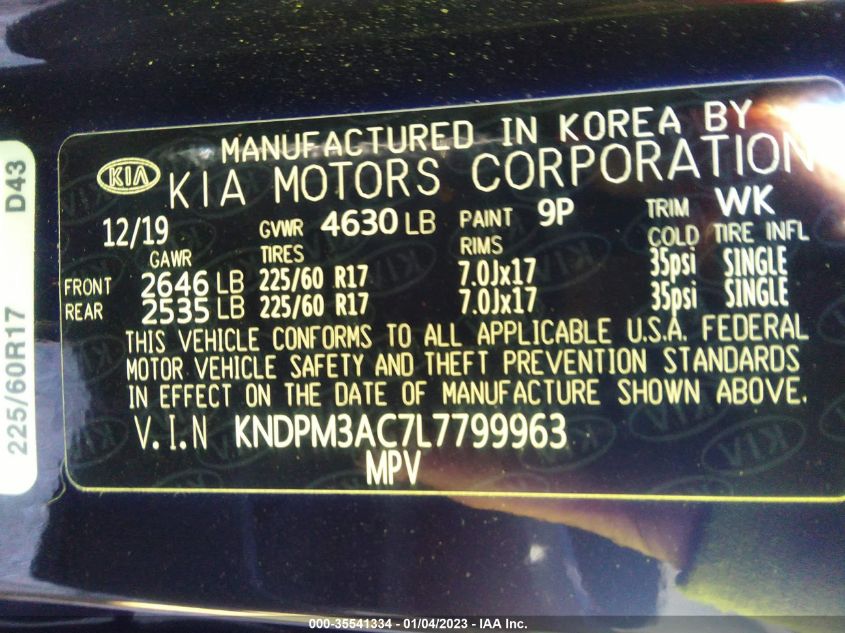 MANUFACTURED IN KOREA BY
KIA KIA MOTORS CORPORATION
12/19 GVWR 4630 LB PAINT 9P TRIM WK
GAWR TIRES RIMS COLD TIRE INFL
FRONT 2646 LB 225/60 R17 7.0Jx17 35psi SINGLE
REAR 2535 LB 225/60 R17 7.0Jx17 35psi SINGLE
THIS VEHICLE CONFORMS TO ALL APPLICABLE U.S.A. FEDERAL
MOTOR VEHICLE SAFETY AND THEFT PREVENTION STANDARDS
IN EFFECT ON THE DATE OF MANUFACTURE SHOWN ABOVE.
V.I.N KNDPM3AC7L7799963
MPV
225/60R17 D43
000-35541334 - 01/04/2023 - IAA Inc.